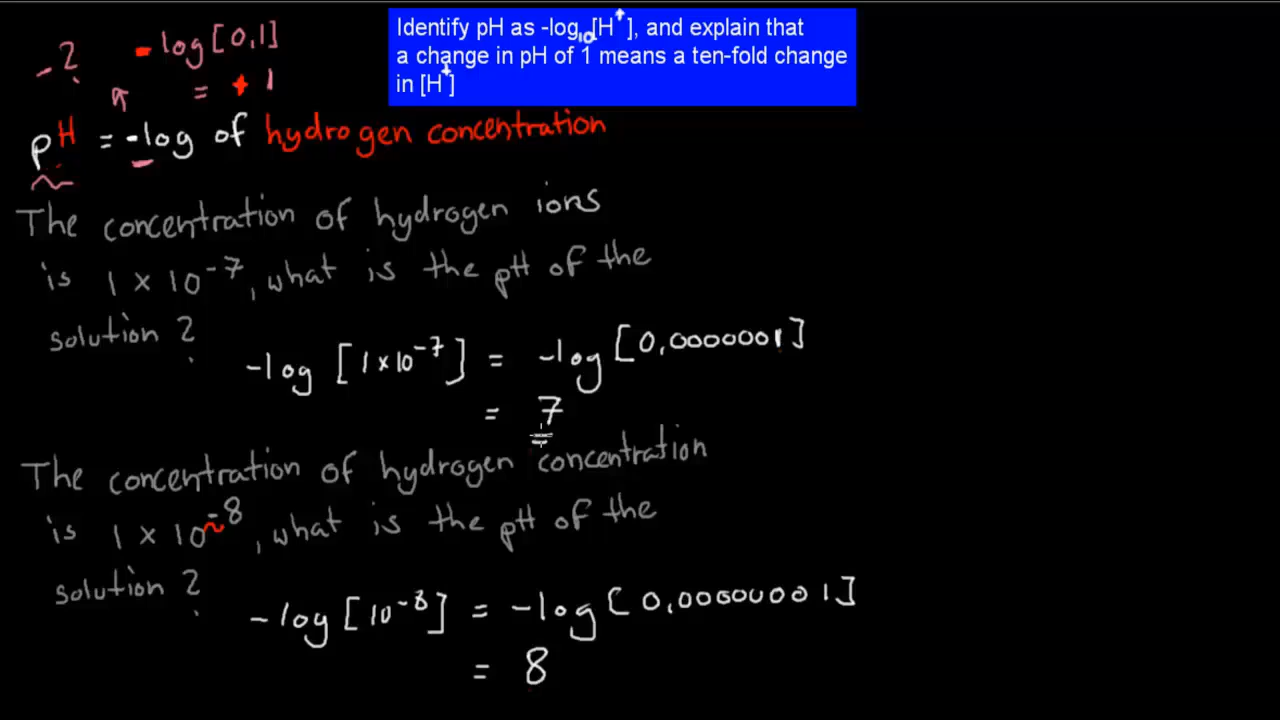 Identify pH as -log₁₀[H⁺], and explain that
a change in pH of 1 means a ten-fold change
in [H⁺]
-? -log[0,1]
= +1
pH = -log of hydrogen concentration
The concentration of hydrogen ions
is 1 × 10⁻⁷, what is the pH of the
solution?
-log [1×10⁻⁷] = -log [0,0000001]
= 7
The concentration of hydrogen concentration
is 1 × 10⁻⁸, what is the pH of the
solution?
-log [10⁻⁸] = -log [0,00000001]
= 8